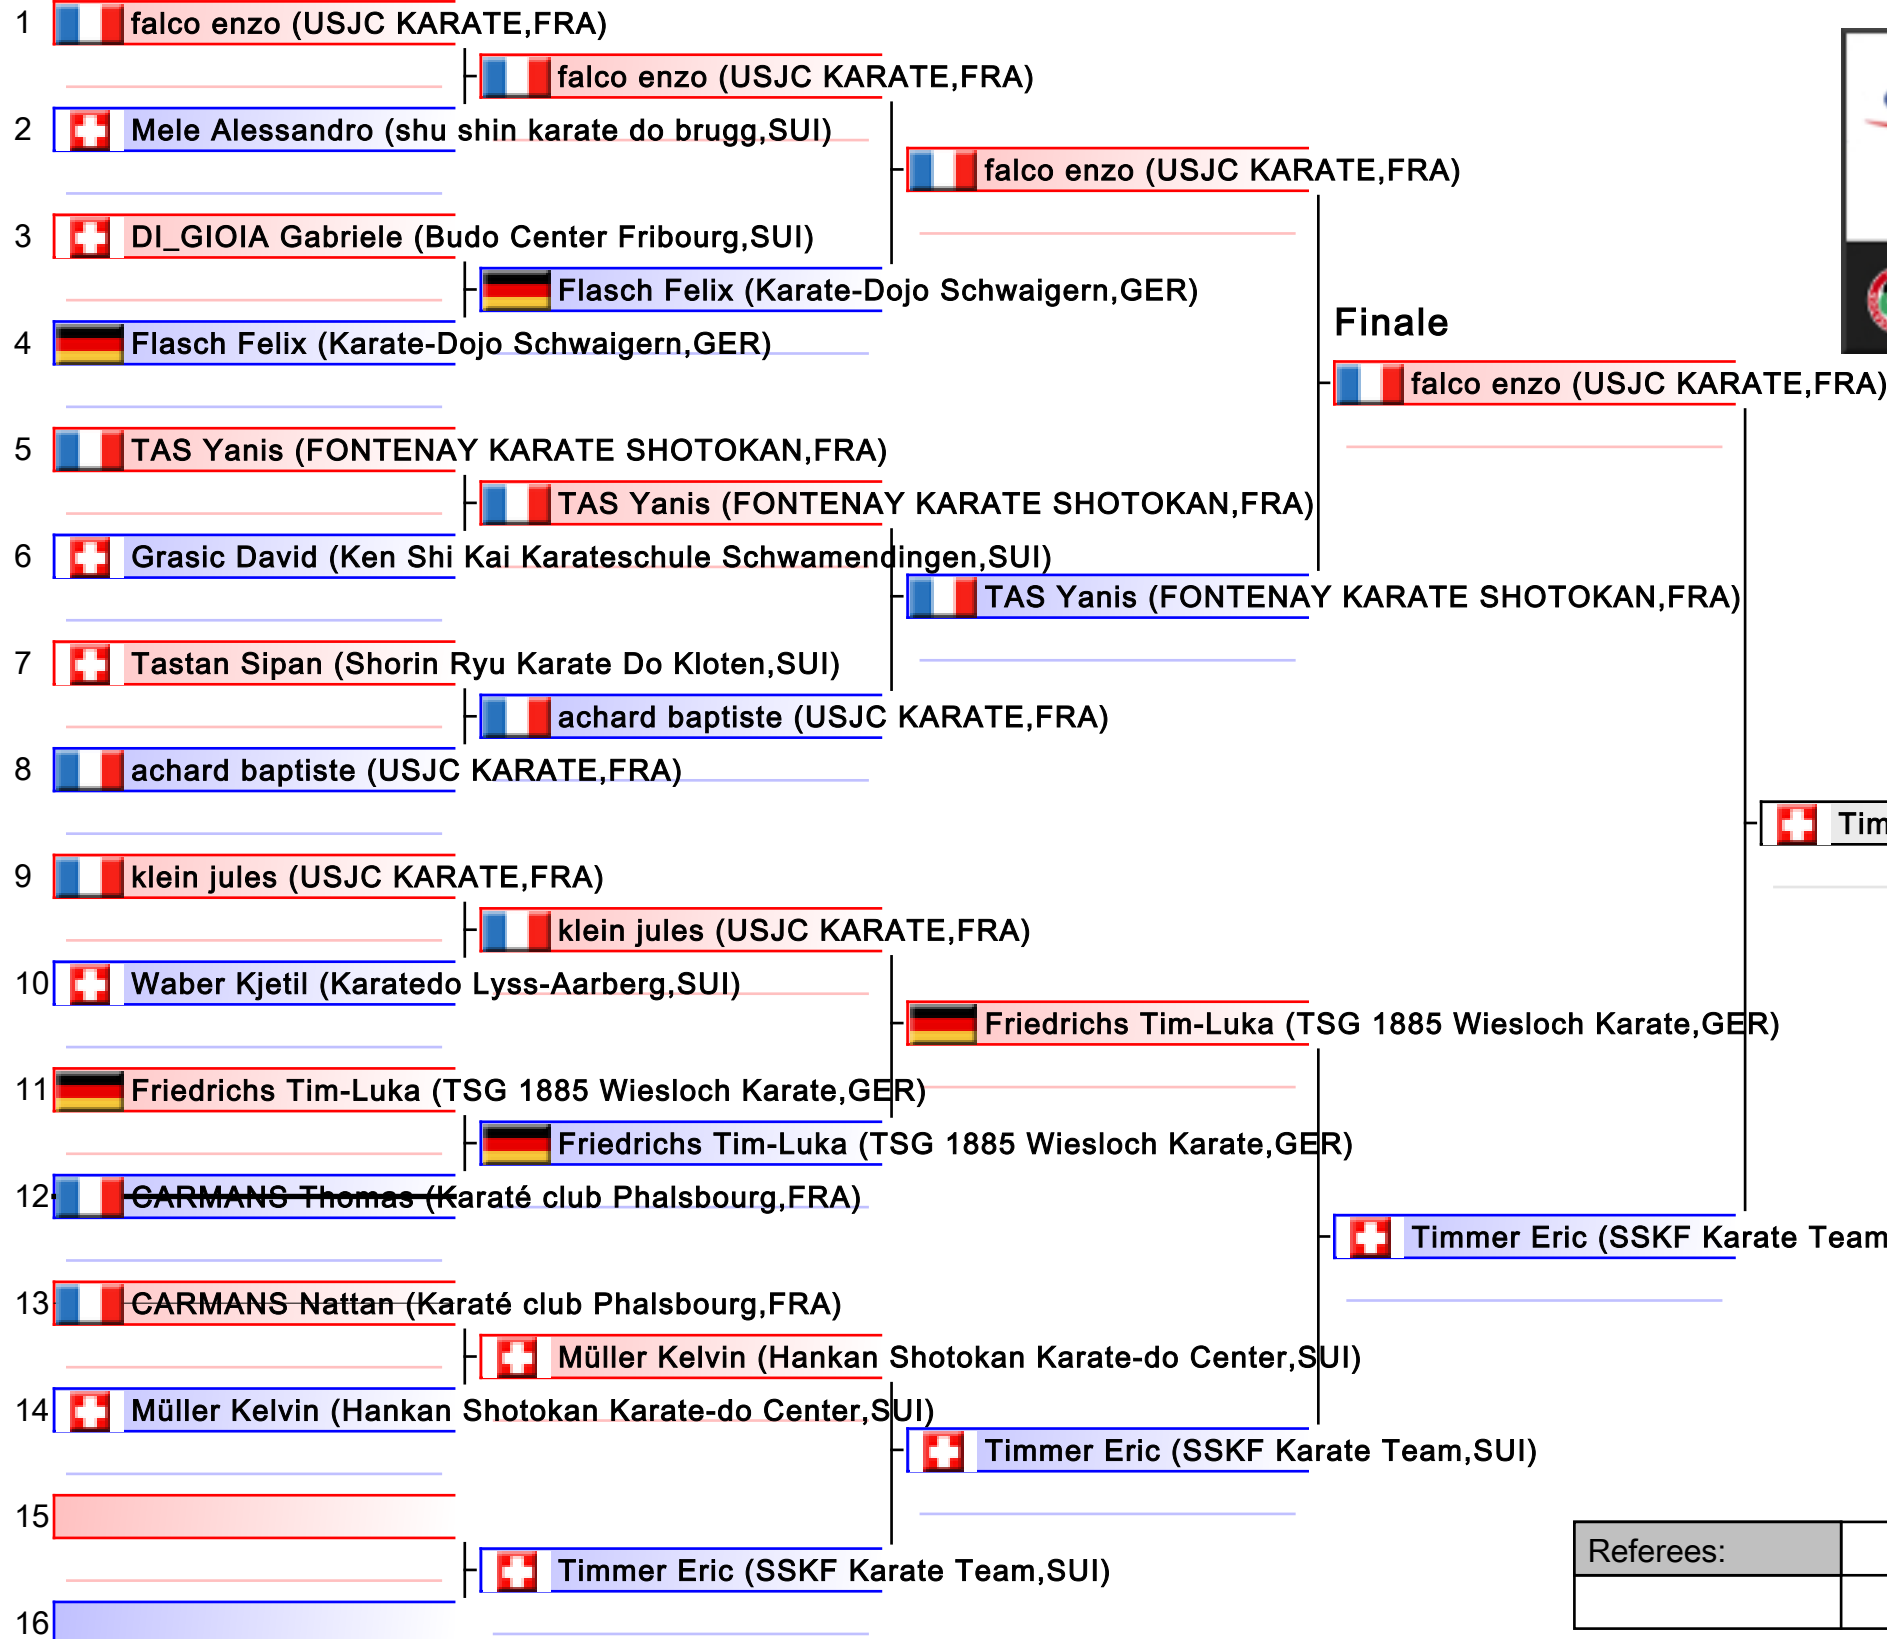 1 falco enzo (USJC KARATE,FRA)
falco enzo (USJC KARATE,FRA)
2 Mele Alessandro (shu shin karate do brugg,SUI)
falco enzo (USJC KARATE,FRA)
3 DI_GIOIA Gabriele (Budo Center Fribourg,SUI)
Flasch Felix (Karate-Dojo Schwaigern,GER)
Finale
4 Flasch Felix (Karate-Dojo Schwaigern,GER)
falco enzo (USJC KARATE,FRA)
5 TAS Yanis (FONTENAY KARATE SHOTOKAN,FRA)
TAS Yanis (FONTENAY KARATE SHOTOKAN,FRA)
6 Grasic David (Ken Shi Kai Karateschule Schwamendingen,SUI)
TAS Yanis (FONTENAY KARATE SHOTOKAN,FRA)
7 Tastan Sipan (Shorin Ryu Karate Do Kloten,SUI)
achard baptiste (USJC KARATE,FRA)
8 achard baptiste (USJC KARATE,FRA)
Tim
9 klein jules (USJC KARATE,FRA)
klein jules (USJC KARATE,FRA)
10 Waber Kjetil (Karatedo Lyss-Aarberg,SUI)
Friedrichs Tim-Luka (TSG 1885 Wiesloch Karate,GER)
11 Friedrichs Tim-Luka (TSG 1885 Wiesloch Karate,GER)
Friedrichs Tim-Luka (TSG 1885 Wiesloch Karate,GER)
12 CARMANS Thomas (Karaté club Phalsbourg,FRA)
Timmer Eric (SSKF Karate Team
13 CARMANS Nattan (Karaté club Phalsbourg,FRA)
Müller Kelvin (Hankan Shotokan Karate-do Center,SUI)
14 Müller Kelvin (Hankan Shotokan Karate-do Center,SUI)
Timmer Eric (SSKF Karate Team,SUI)
15
Referees:
Timmer Eric (SSKF Karate Team,SUI)
16